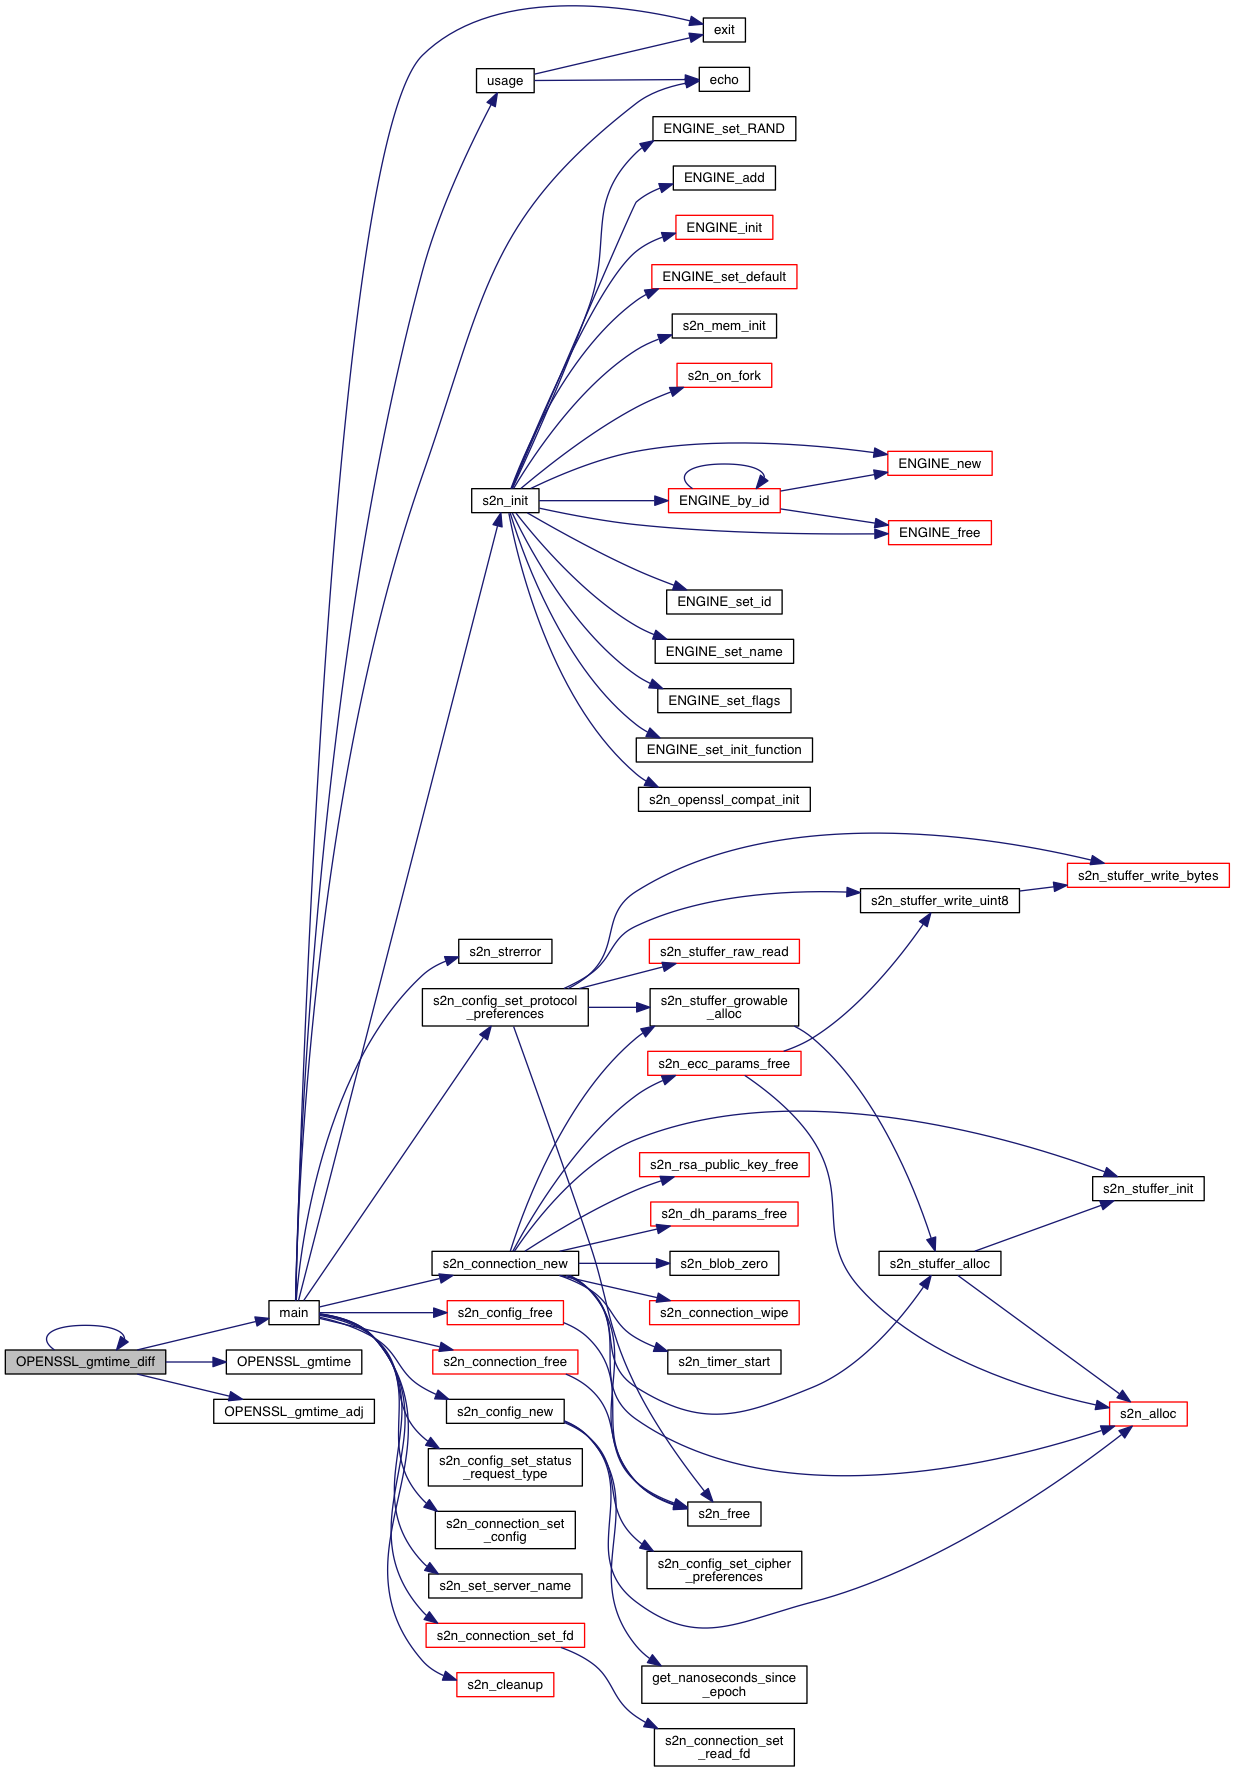 exit
usage
echo
ENGINE_set_RAND
ENGINE_add
ENGINE_init
ENGINE_set_default
s2n_mem_init
s2n_on_fork
ENGINE_new
s2n_init
ENGINE_by_id
ENGINE_free
ENGINE_set_id
ENGINE_set_name
ENGINE_set_flags
ENGINE_set_init_function
s2n_openssl_compat_init
s2n_stuffer_write_bytes
s2n_stuffer_write_uint8
s2n_strerror
s2n_stuffer_raw_read
s2n_config_set_protocol
_preferences
s2n_stuffer_growable
_alloc
s2n_ecc_params_free
s2n_rsa_public_key_free
s2n_stuffer_init
s2n_dh_params_free
s2n_connection_new
s2n_blob_zero
s2n_stuffer_alloc
main
s2n_config_free
s2n_connection_wipe
OPENSSL_gmtime_diff
OPENSSL_gmtime
s2n_connection_free
s2n_timer_start
OPENSSL_gmtime_adj
s2n_config_new
s2n_alloc
s2n_config_set_status
_request_type
s2n_free
s2n_connection_set
_config
s2n_config_set_cipher
_preferences
s2n_set_server_name
s2n_connection_set_fd
s2n_cleanup
get_nanoseconds_since
_epoch
s2n_connection_set
_read_fd